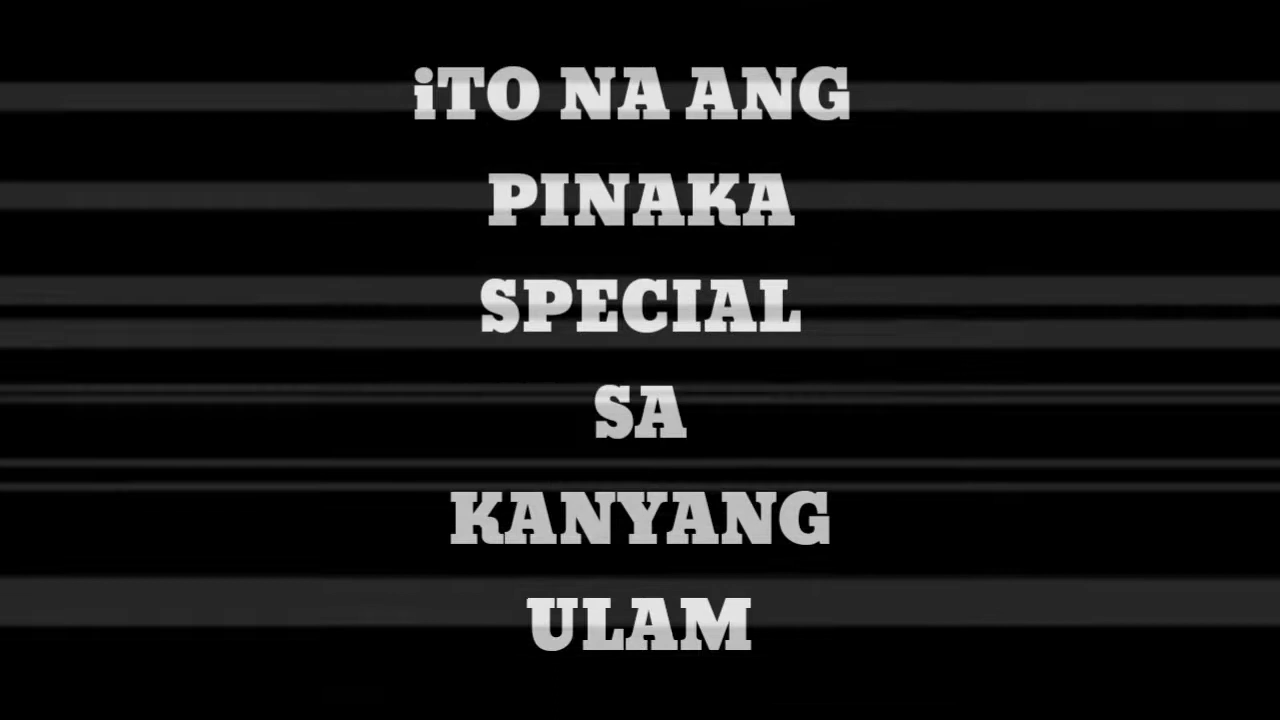 iTO NA ANG
PINAKA
SPECIAL
SA
KANYANG
ULAM